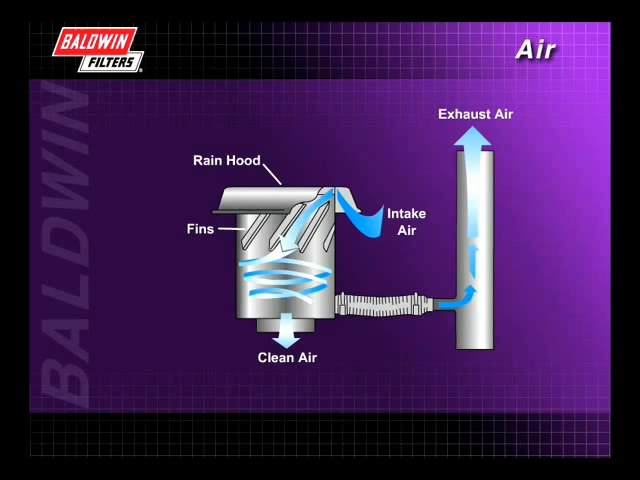 BALDWIN
FILTERS®
Air
Exhaust Air
Rain Hood
Intake
Air
Fins
Clean Air
BALDWIN